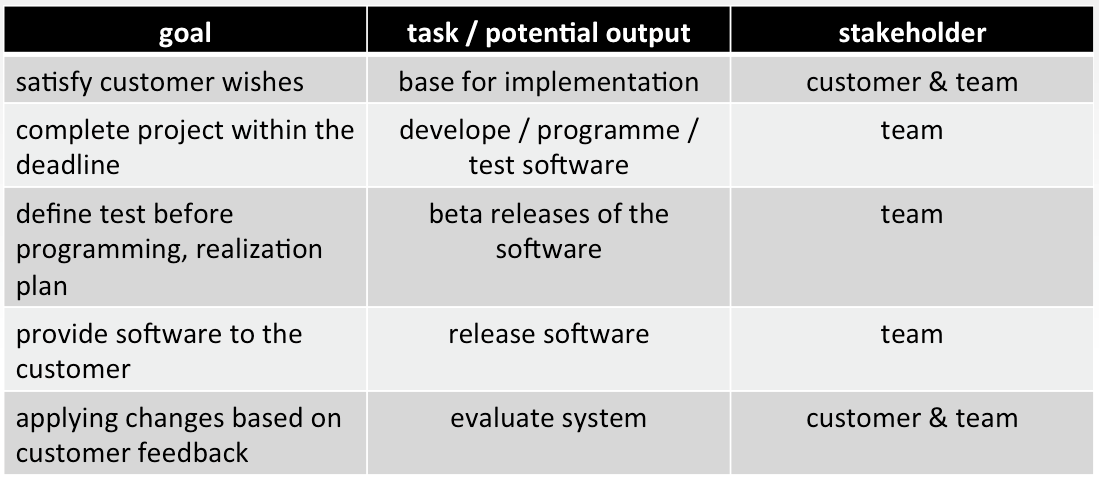 goal task / potential output stakeholder
satisfy customer wishes base for implementation customer & team
complete project within the develope / programme / team
deadline test software
define test before beta releases of the team
programming, realization software
plan
provide software to the release software team
customer
applying changes based on evaluate system customer & team
customer feedback